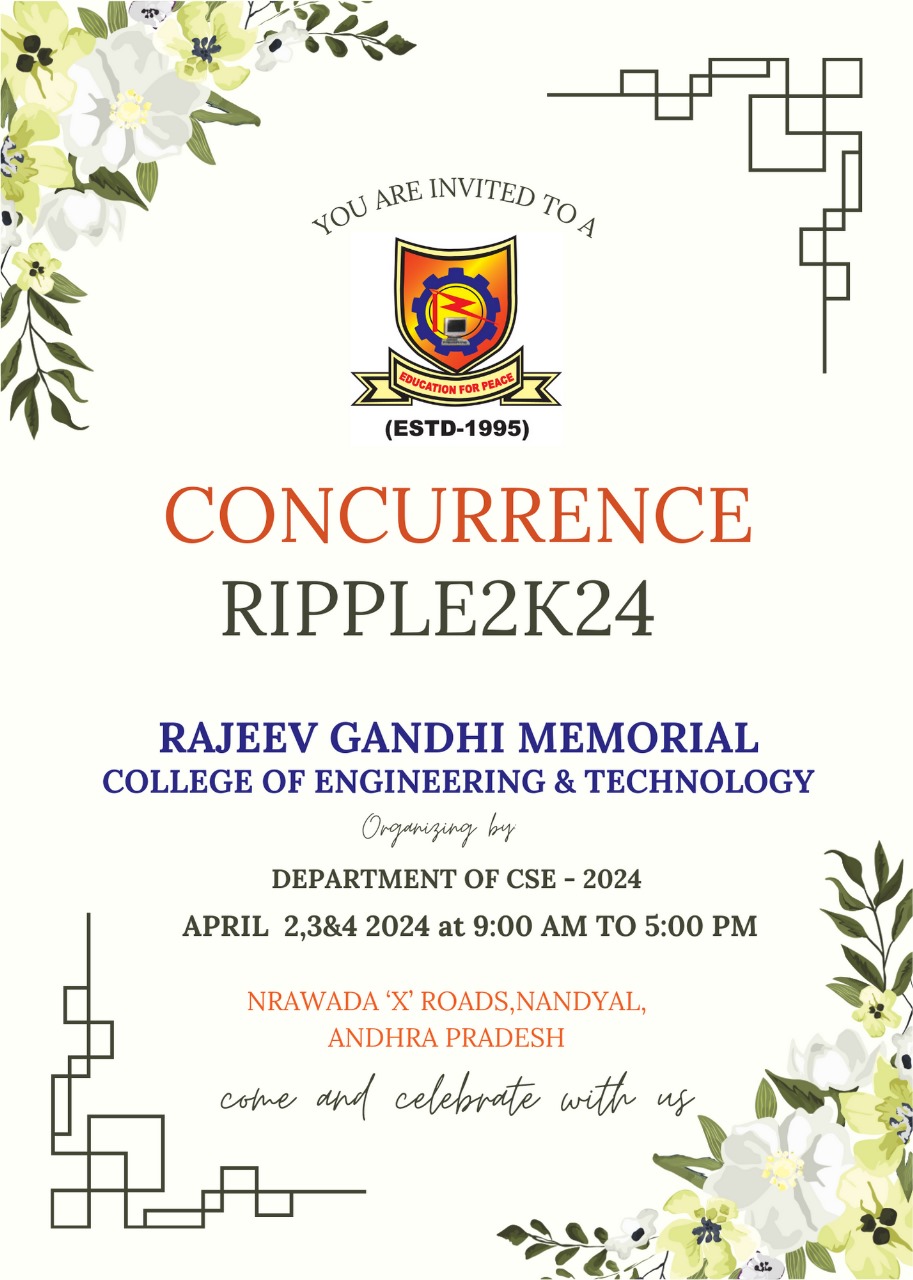 YOU ARE INVITED TO A
EDUCATION FOR PEACE
(ESTD-1995)
CONCURRENCE
RIPPLE2K24
RAJEEV GANDHI MEMORIAL
COLLEGE OF ENGINEERING & TECHNOLOGY
Organizing by:
DEPARTMENT OF CSE - 2024
APRIL 2,3&4 2024 at 9:00 AM TO 5:00 PM
NRAWADA ‘X’ ROADS,NANDYAL,
ANDHRA PRADESH
come and celebrate with us